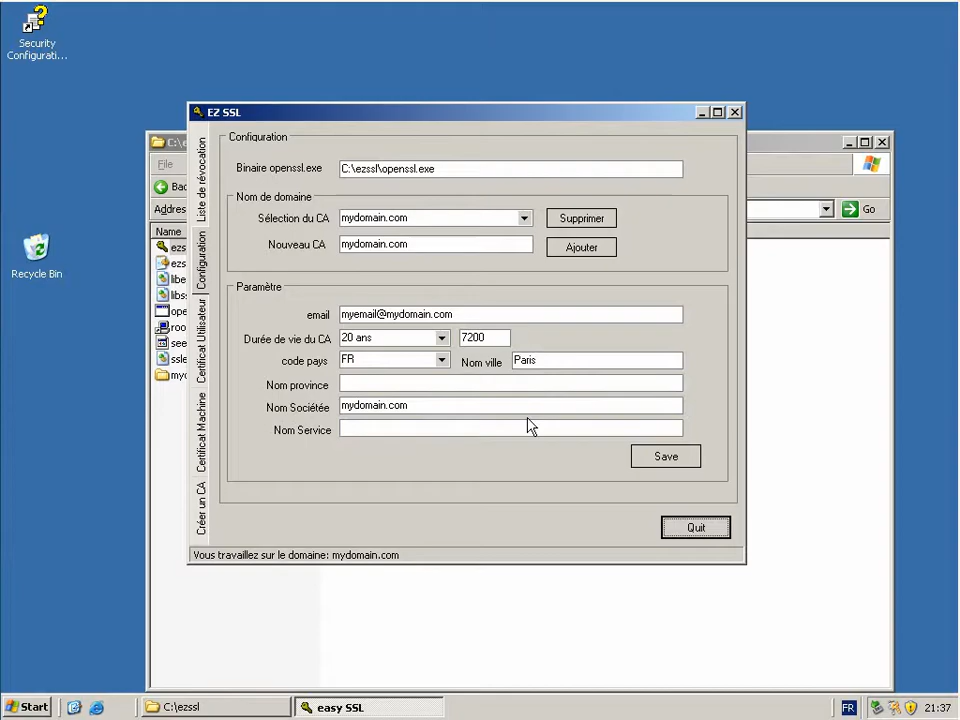 Security
Configurati...
Recycle Bin
C:\
File
Back
Address
Go
Name
EZ SSL
Liste de révocation
Configuration
Certificat Utilisateur
Certificat Machine
Créer un CA
Configuration
Binaire openssl.exe
C:\ezssl\openssl.exe
Nom de domaine
Sélection du CA
mydomain.com
Supprimer
Nouveau CA
mydomain.com
Ajouter
Paramètre
email
myemail@mydomain.com
Durée de vie du CA
20 ans
7200
code pays
FR
Nom ville
Paris
Nom province
Nom Sociétée
mydomain.com
Nom Service
Save
Quit
Vous travaillez sur le domaine: mydomain.com
Start
C:\ezssl
easy SSL
FR
21:37